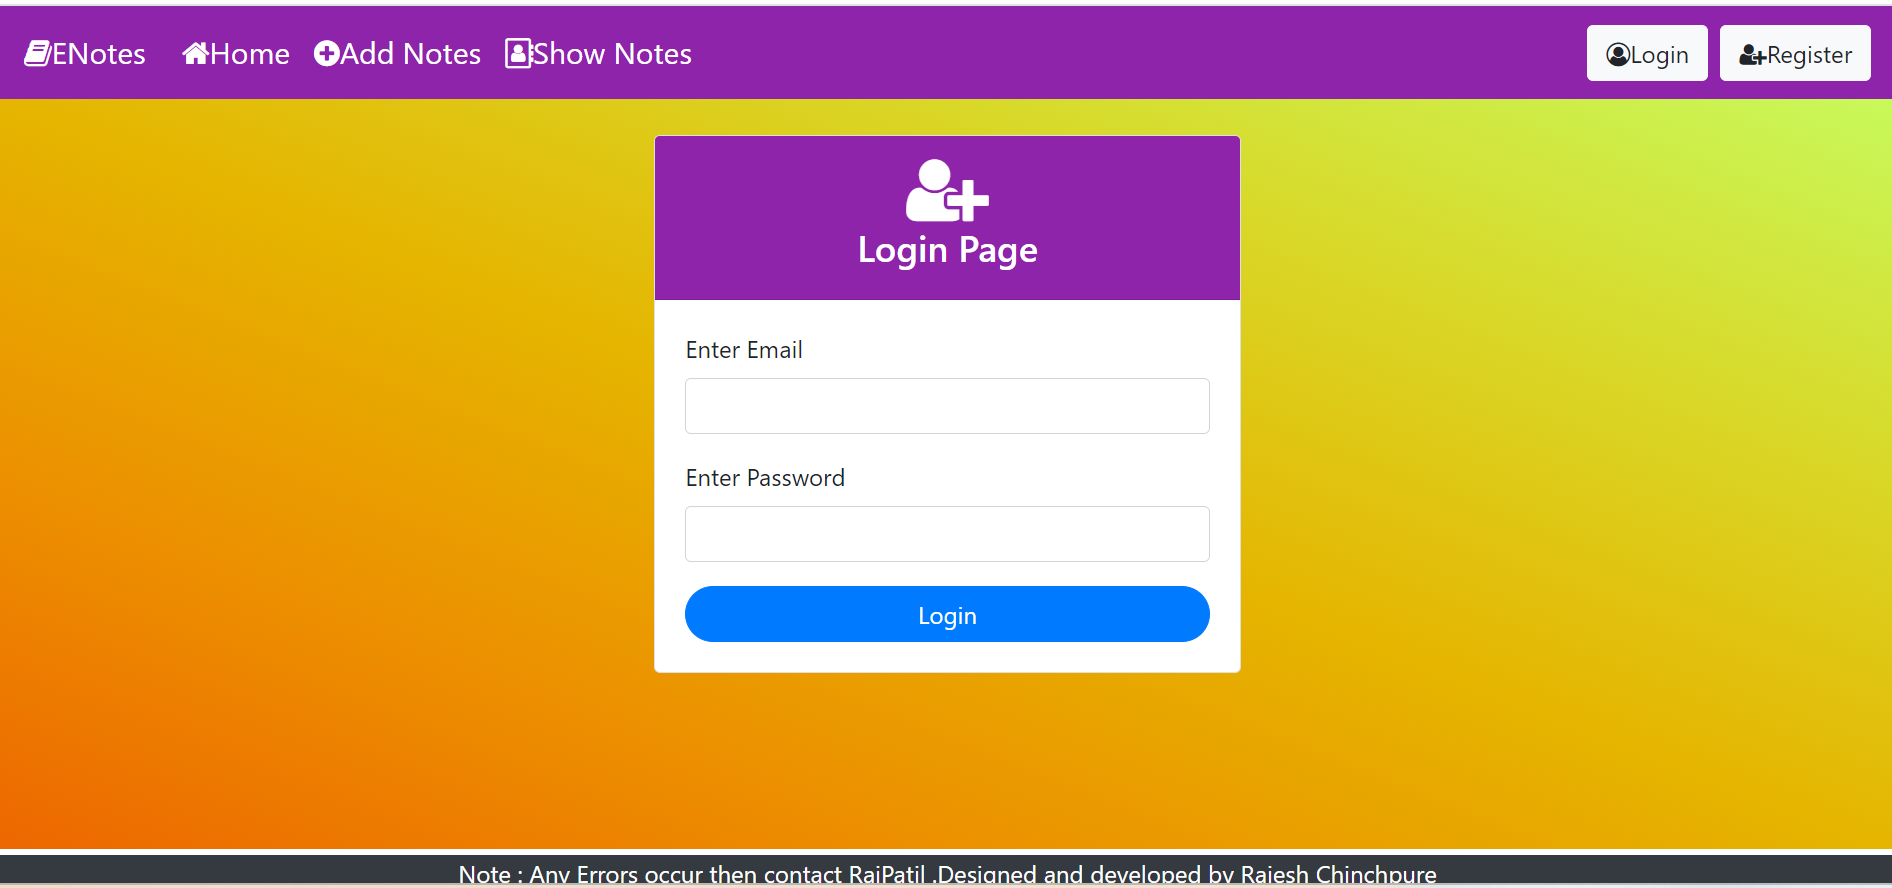 ENotes Home Add Notes Show Notes Login Register
Login Page
Enter Email
Enter Password
Login
Note : Any Errors occur then contact RajPatil .Designed and developed by Rajesh Chinchpure